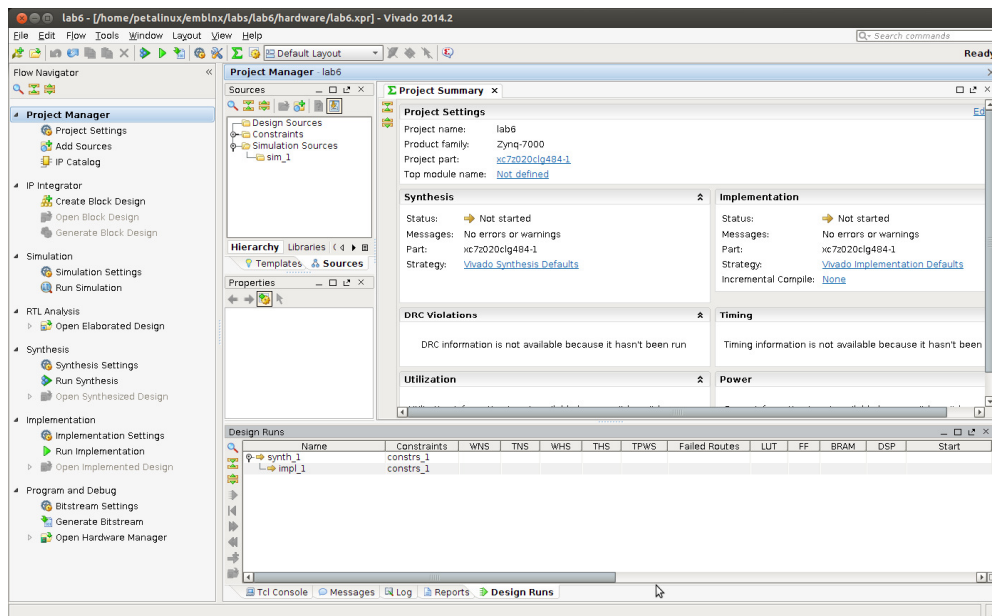 lab6 - [/home/petalinux/emblnx/labs/lab6/hardware/lab6.xpr] - Vivado 2014.2
File Edit Flow Tools Window Layout View Help
Search commands
Default Layout
Ready
Flow Navigator
Project Manager
Project Settings
Add Sources
IP Catalog
IP Integrator
Create Block Design
Open Block Design
Generate Block Design
Simulation
Simulation Settings
Run Simulation
RTL Analysis
Open Elaborated Design
Synthesis
Synthesis Settings
Run Synthesis
Open Synthesized Design
Implementation
Implementation Settings
Run Implementation
Open Implemented Design
Program and Debug
Bitstream Settings
Generate Bitstream
Open Hardware Manager
Project Manager - lab6
Sources
Design Sources
Constraints
Simulation Sources
sim_1
Hierarchy Libraries
Templates Sources
Properties
Project Summary
Project Settings
Ed
Project name: lab6
Product family: Zynq-7000
Project part: xc7z020clg484-1
Top module name: Not defined
Synthesis
Status: Not started
Messages: No errors or warnings
Part: xc7z020clg484-1
Strategy: Vivado Synthesis Defaults
Implementation
Status: Not started
Messages: No errors or warnings
Part: xc7z020clg484-1
Strategy: Vivado Implementation Defaults
Incremental Compile: None
DRC Violations
DRC information is not available because it hasn't been run
Timing
Timing information is not available because it hasn't been
Utilization
Power
Design Runs
Name Constraints WNS TNS WHS THS TPWS Failed Routes LUT FF BRAM DSP Start
synth_1 constrs_1
impl_1 constrs_1
Tcl Console Messages Log Reports Design Runs